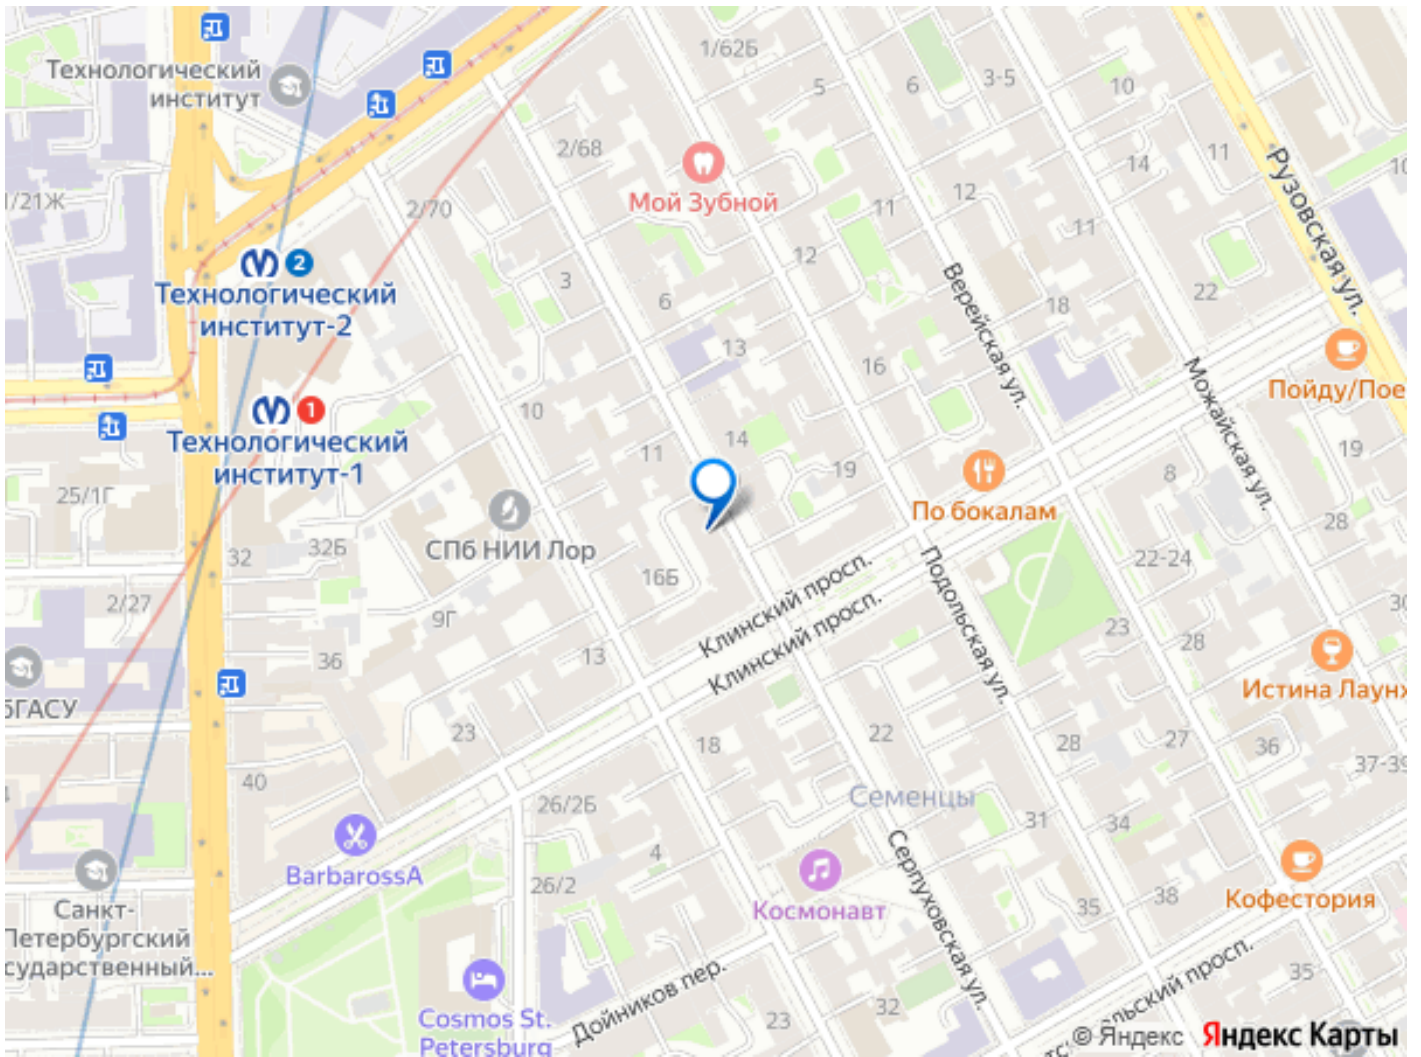 1/62Б
Технологический
институт
3-5
5
6
10
2/68
11
14
Мой Зубной
12
1/21Ж
2/70
11
11
Рузовская ул.
2
Технологический
институт-2
12
3
6
18
22
Верейская ул.
13
16
Пойду/Пое
Можайская ул.
1
Технологический
институт-1
10
14
11
19
19
8
По бокалам
25/1Г
28
СПб НИИ Лор
32Б
32
16Б
22-24
Клинский просп.
Клинский просп.
Подольская ул.
2/27
9Г
23
28
30
36
13
БГАСУ
Истина Лаунж
23
18
22
28
27
36
37-39
40
Семенцы
26/2Б
31
34
4
BarbarossA
26/2
Космонавт
Серпуховская ул.
35
38
Кофестория
Санкт-
Петербургский
сударственный...
Cosmos St.
Petersburg
Дойников пер.
23
32
35
ельский просп.
© Яндекс
Яндекс Карты